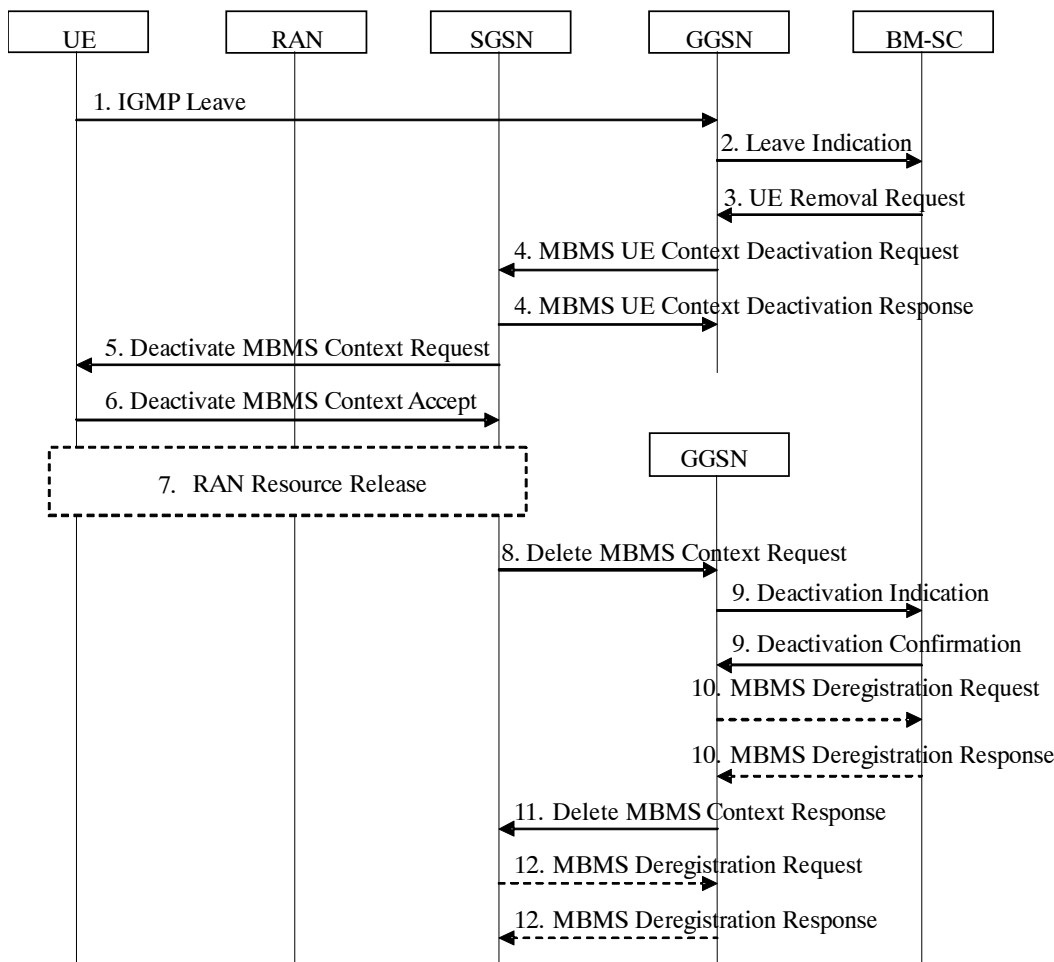 UE
RAN
SGSN
GGSN
BM-SC
1. IGMP Leave
2. Leave Indication
3. UE Removal Request
4. MBMS UE Context Deactivation Request
4. MBMS UE Context Deactivation Response
5. Deactivate MBMS Context Request
6. Deactivate MBMS Context Accept
GGSN
7. RAN Resource Release
8. Delete MBMS Context Request
9. Deactivation Indication
9. Deactivation Confirmation
10. MBMS Deregistration Request
10. MBMS Deregistration Response
11. Delete MBMS Context Response
12. MBMS Deregistration Request
12. MBMS Deregistration Response